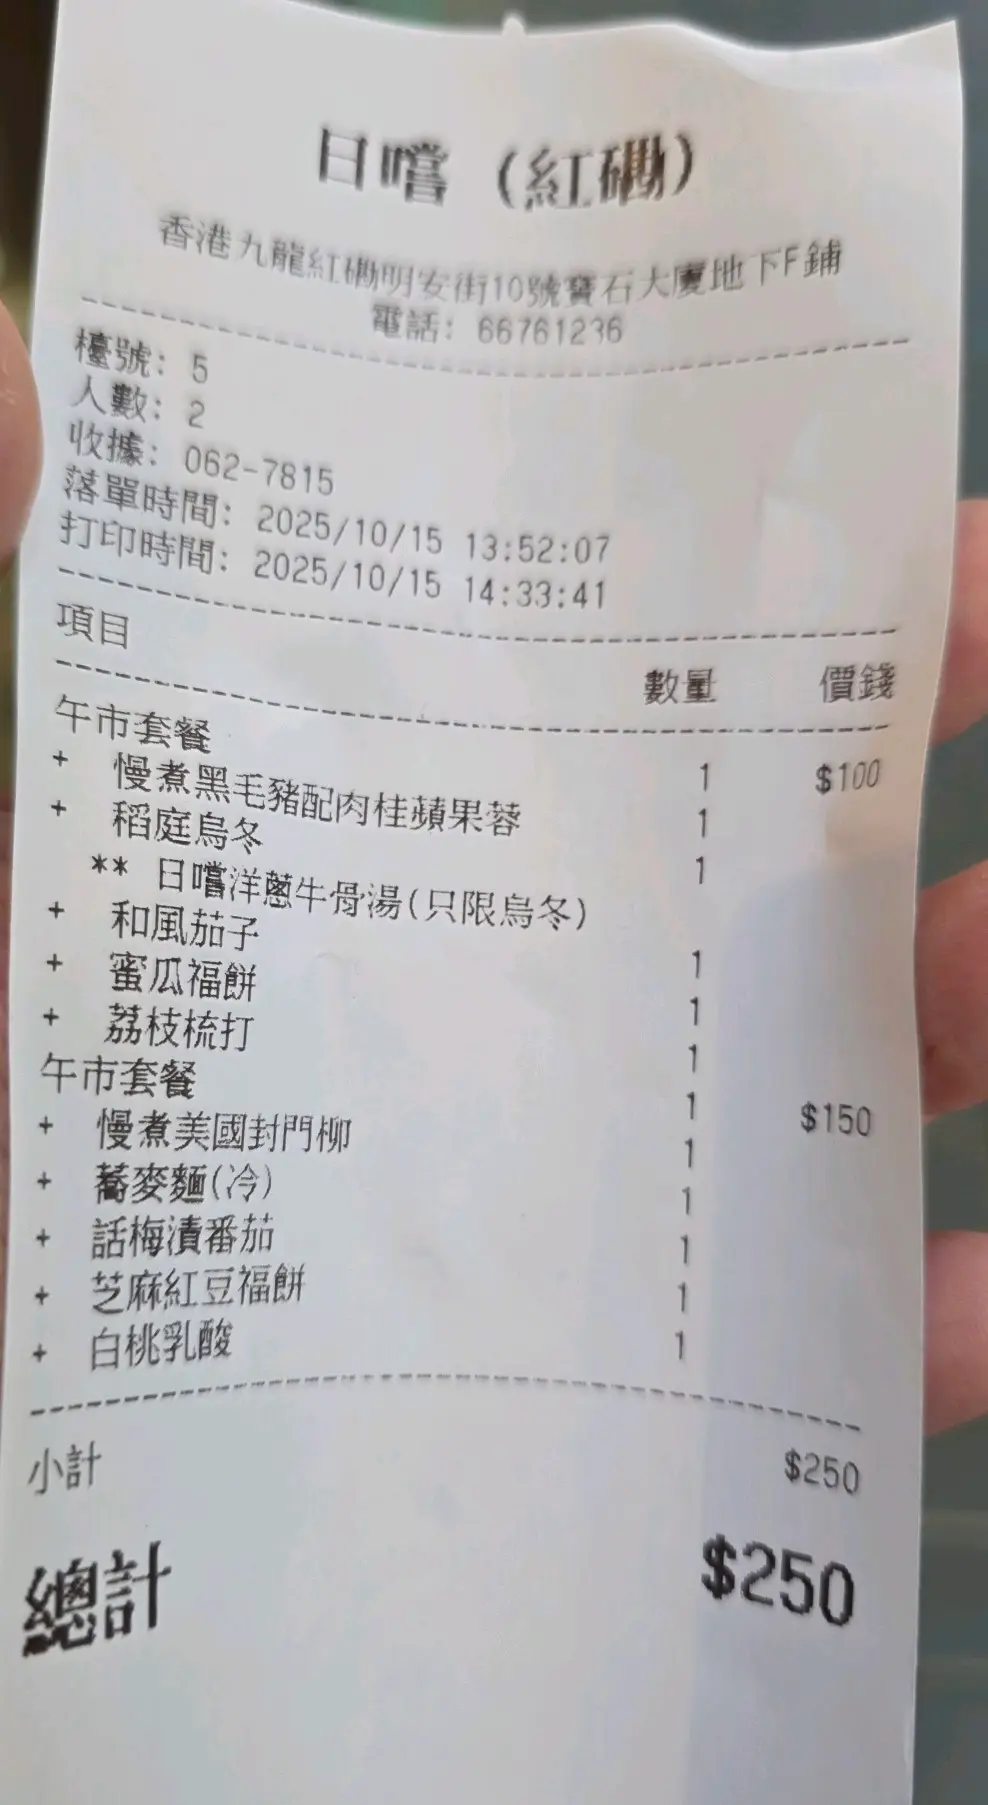 日嚐 (紅磡)
香港九龍紅磡明安街10號寶石大廈地下F鋪
電話: 66761236
檯號: 5
人數: 2
收據: 062-7815
落單時間: 2025/10/15 13:52:07
打印時間: 2025/10/15 14:33:41
項目 數量 價錢
午市套餐 1 $100
+ 慢煮黑毛豬配肉桂蘋果蓉 1
+ 稻庭烏冬 1
** 日嚐洋蔥牛骨湯(只限烏冬)
+ 和風茄子 1
+ 蜜瓜福餅 1
+ 荔枝梳打 1
午市套餐 1 $150
+ 慢煮美國封門柳 1
+ 蕎麥麵(冷) 1
+ 話梅漬番茄 1
+ 芝麻紅豆福餅 1
+ 白桃乳酸 1
小計 $250
總計 $250